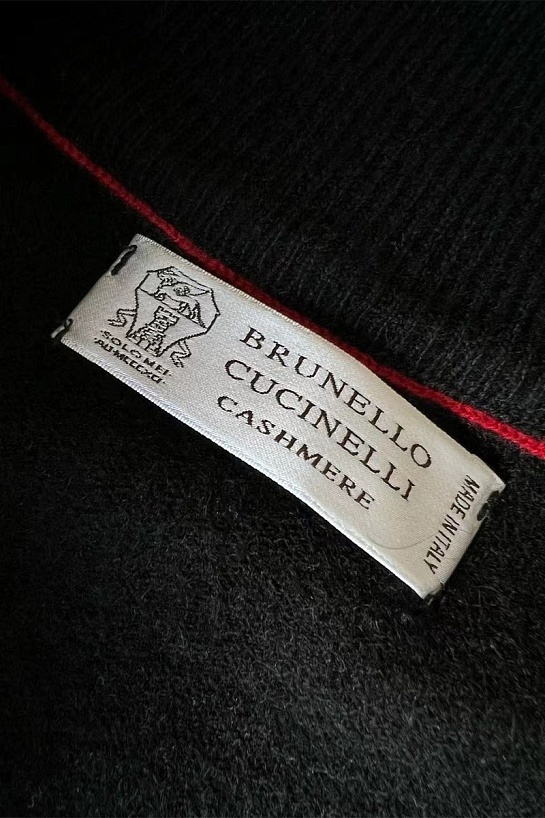 BRUNELLO
CUCINELLI
CASHMERE
·SOLOMEI·
MADE IN ITALY